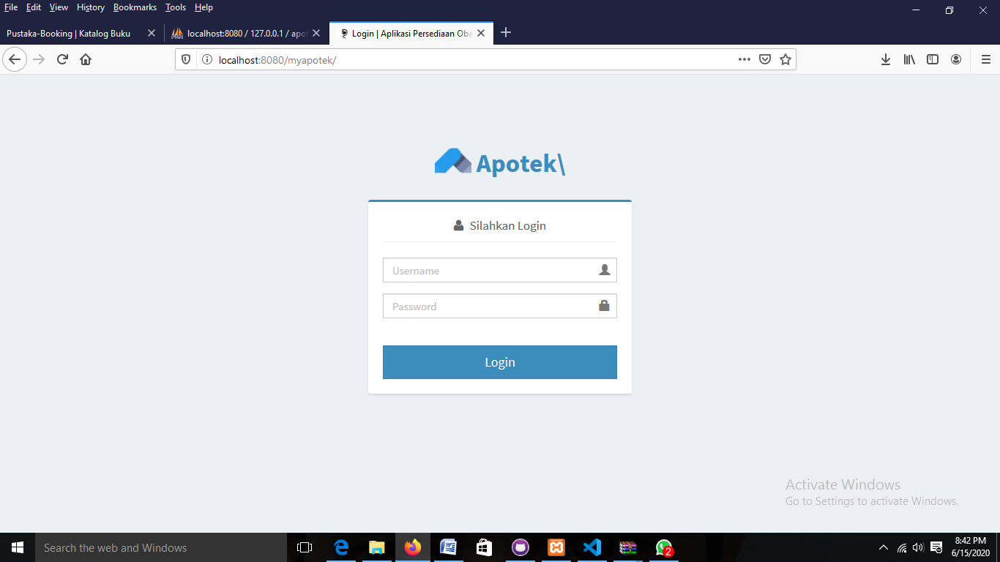 File Edit View History Bookmarks Tools Help
Pustaka-Booking | Katalog Buku
localhost:8080 / 127.0.0.1 / apot
Login | Aplikasi Persediaan Oba
localhost:8080/myapotek/
Apotek\
Silahkan Login
Username
Password
Login
Activate Windows
Go to Settings to activate Windows.
Search the web and Windows
2
8:42 PM
6/15/2020